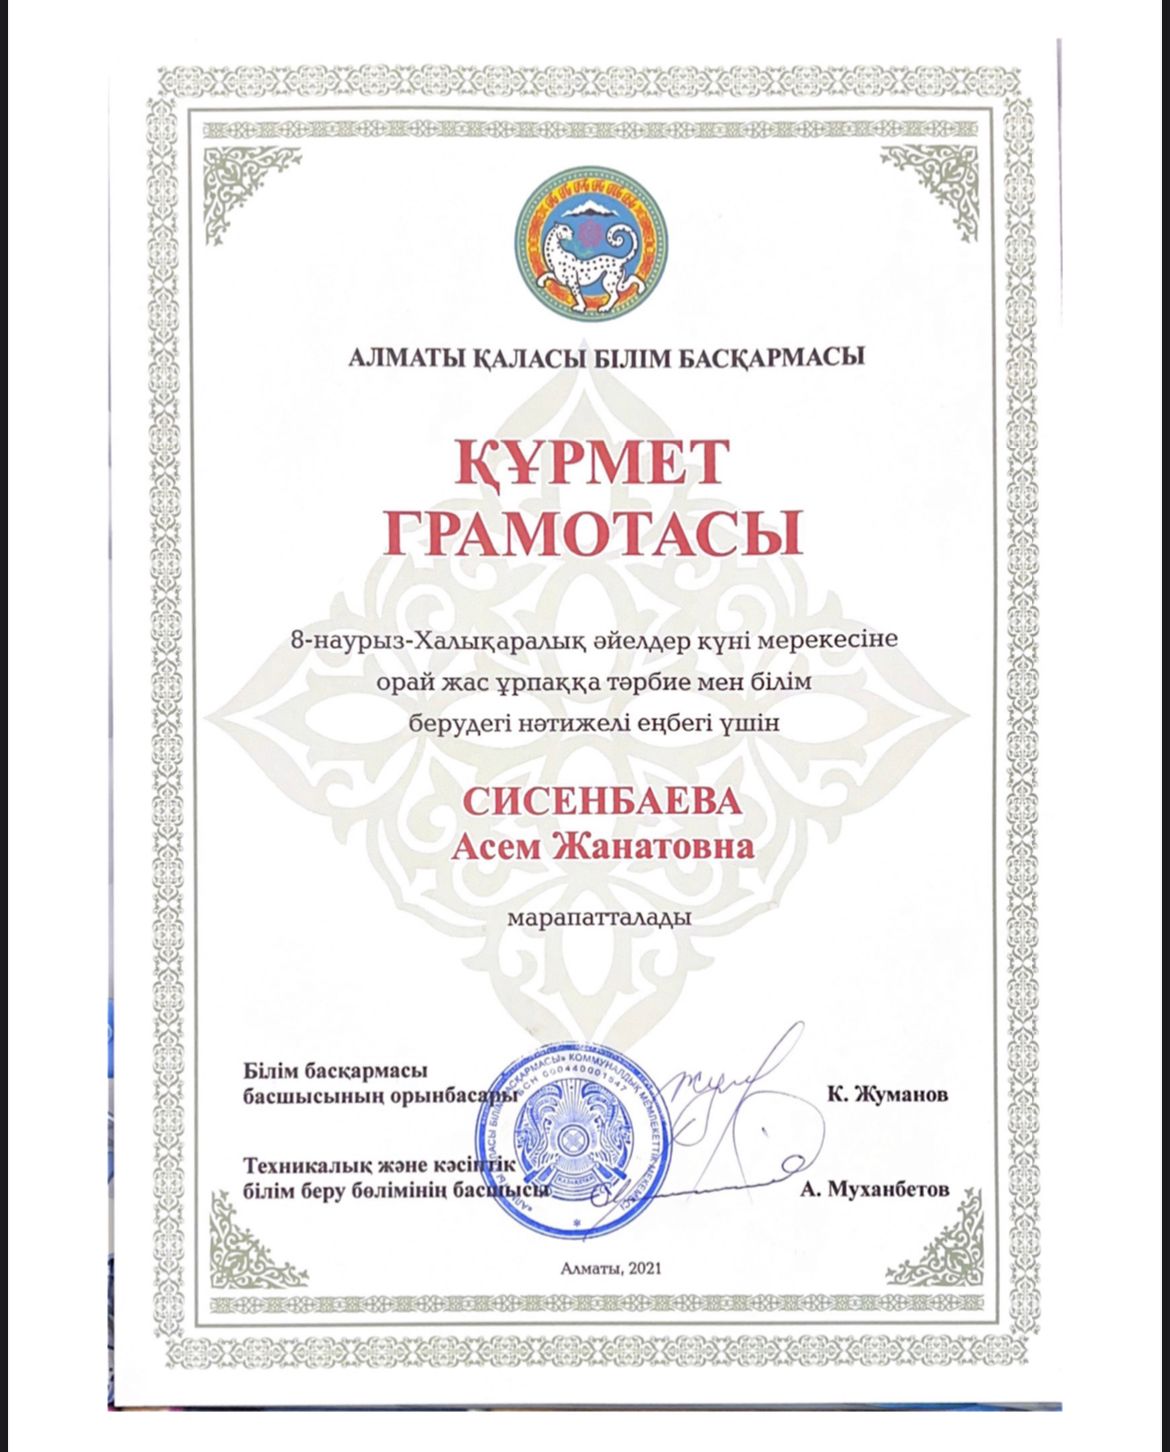 АЛМАТЫ ҚАЛАСЫ БІЛІМ БАСҚАРМАСЫ
ҚҰРМЕТ
ГРАМОТАСЫ
8-наурыз-Халықаралық әйелдер күні мерекесіне
орай жас ұрпаққа тәрбие мен білім
берудегі нәтижелі еңбегі үшін
СИСЕНБАЕВА
Асем Жанатовна
марапатталады
Білім басқармасы
басшысының орынбасары
К. Жуманов
Техникалық және кәсіптік
білім беру бөлімінің басшысы
А. Муханбетов
«АЛМАТЫ ҚАЛАСЫ БІЛІМ БАСҚАРМАСЫ» КОММУНАЛДЫҚ МЕМЛЕКЕТТІК МЕКЕМЕСІ
БСН 000440001547
Алматы, 2021